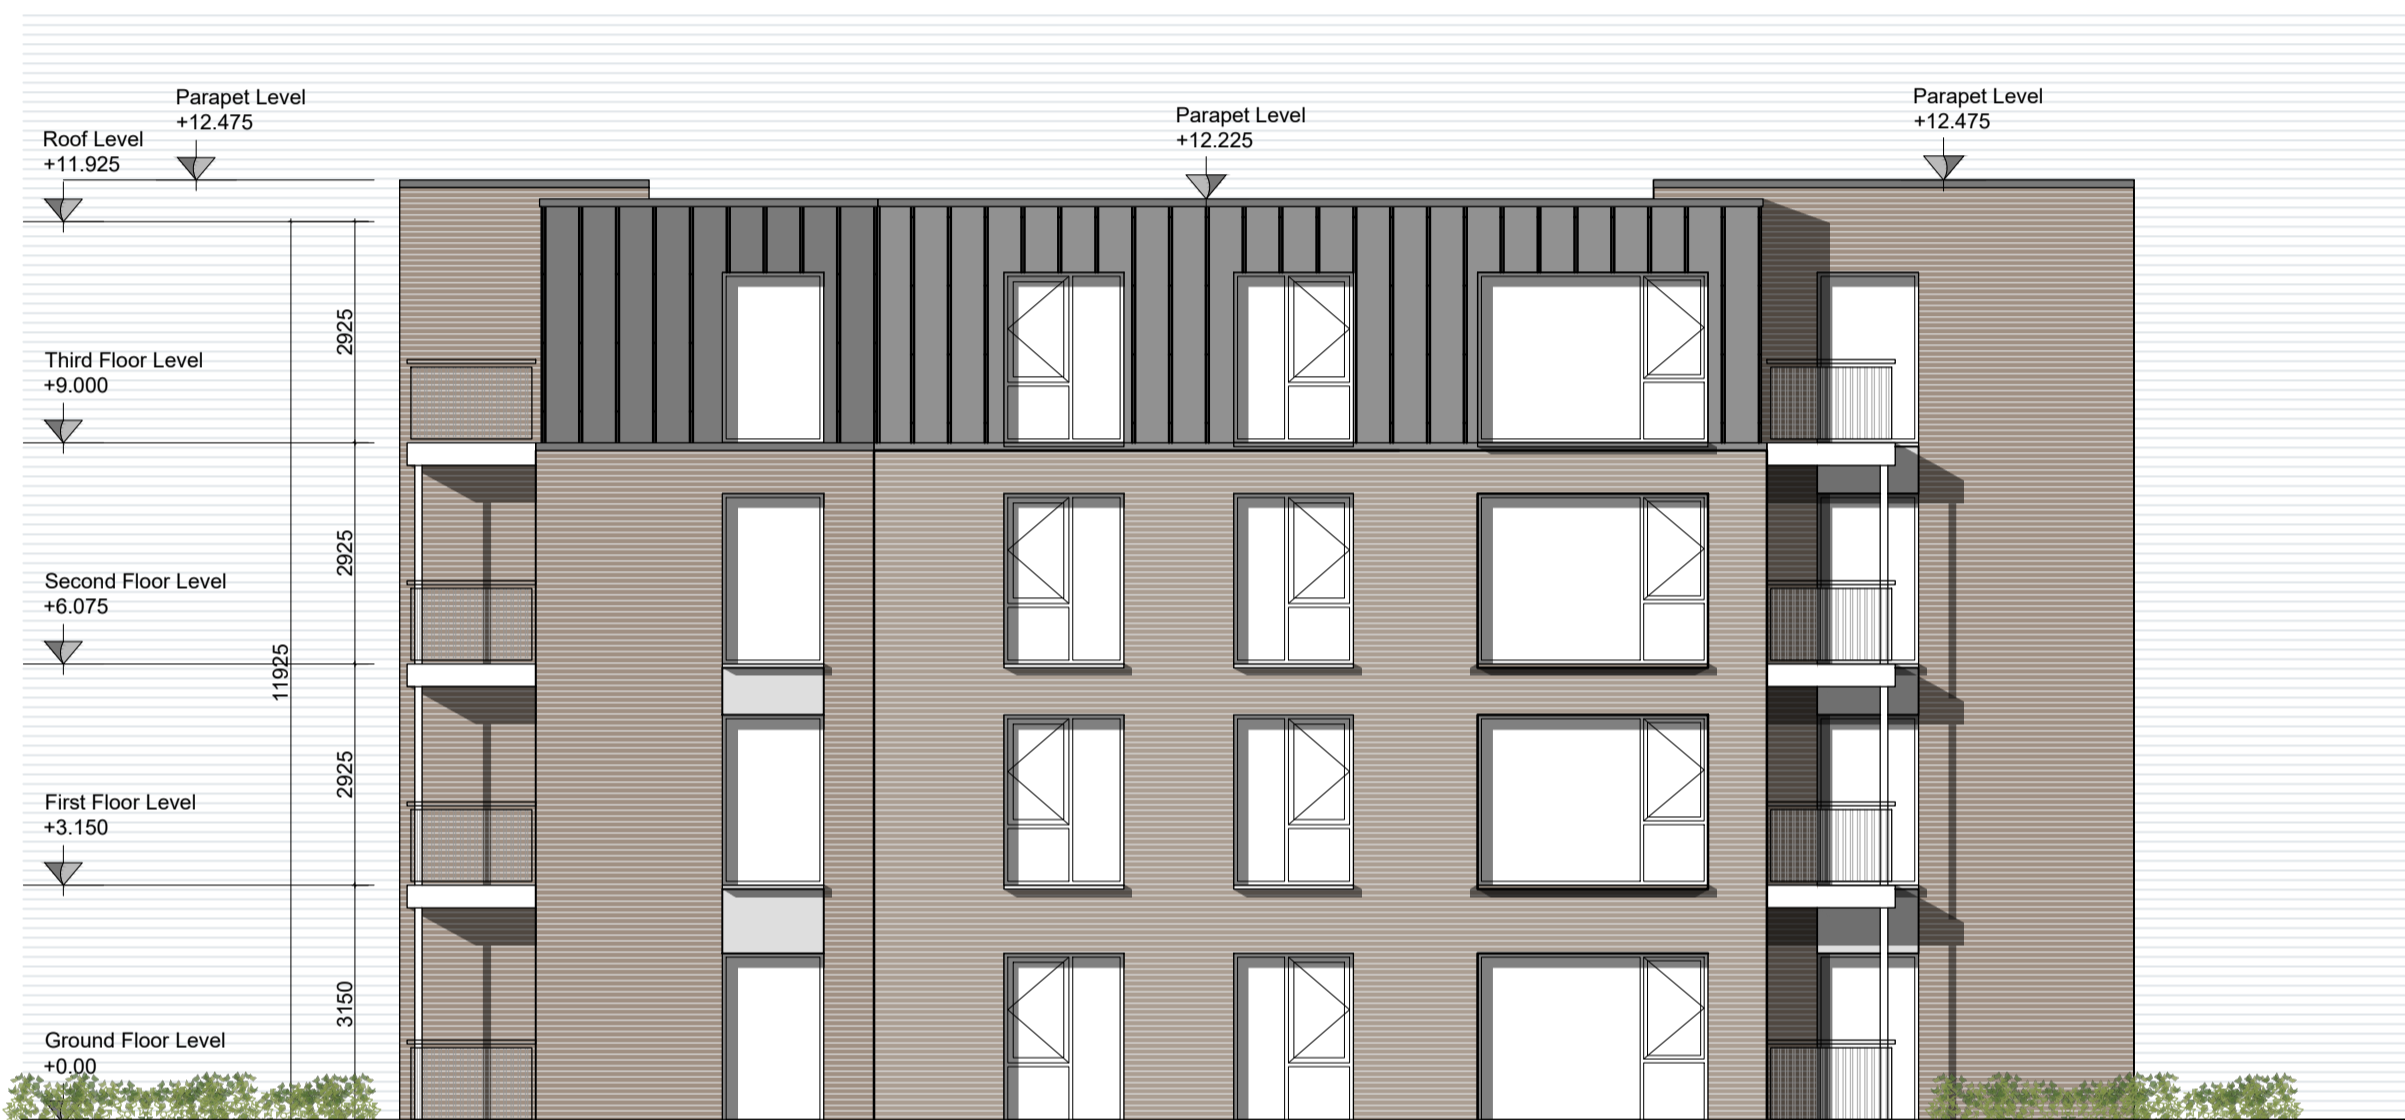 Parapet Level
+12.475
Roof Level
+11.925
Parapet Level
+12.225
Parapet Level
+12.475
2925
Third Floor Level
+9.000
2925
Second Floor Level
+6.075
11925
2925
First Floor Level
+3.150
3150
Ground Floor Level
+0.00